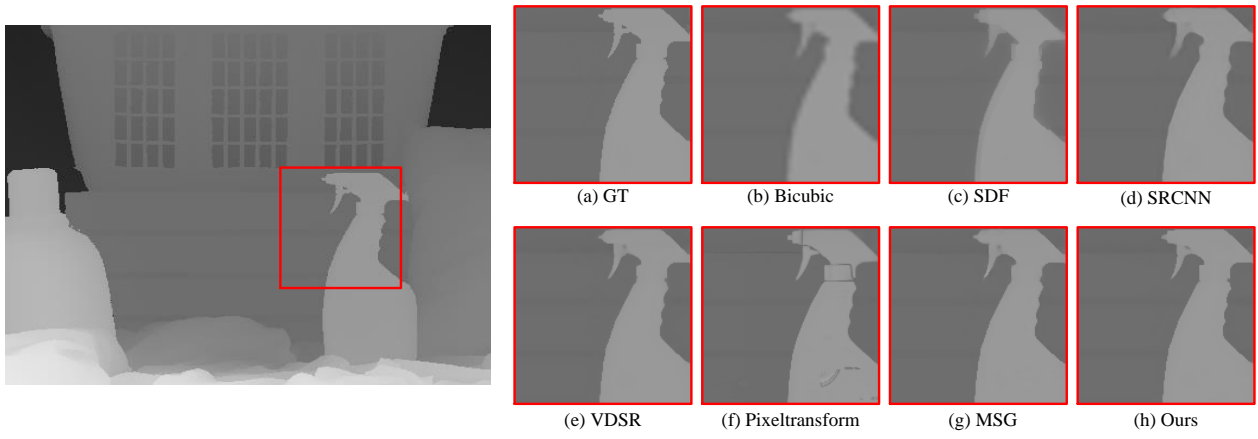 (a) GT
(b) Bicubic
(c) SDF
(d) SRCNN
(e) VDSR
(f) Pixeltransform
(g) MSG
(h) Ours